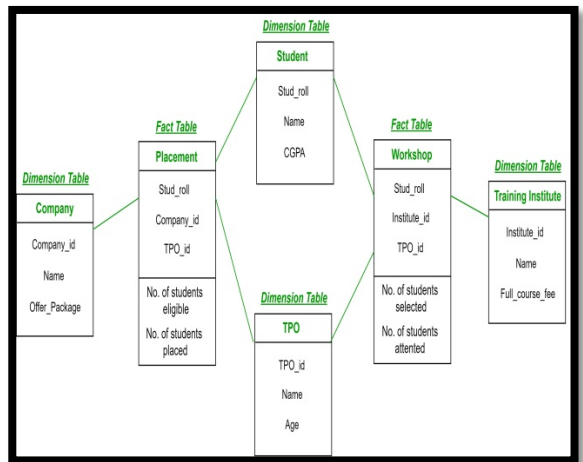 Dimension Table
Student
Stud_roll
Name
CGPA
Fact Table
Placement
Stud_roll
Company_id
TPO_id
No. of students
eligible
No. of students
placed
Fact Table
Workshop
Stud_roll
Institute_id
TPO_id
No. of students
selected
No. of students
attented
Dimension Table
Company
Company_id
Name
Offer_Package
Dimension Table
Training Institute
Institute_id
Name
Full_course_fee
Dimension Table
TPO
TPO_id
Name
Age